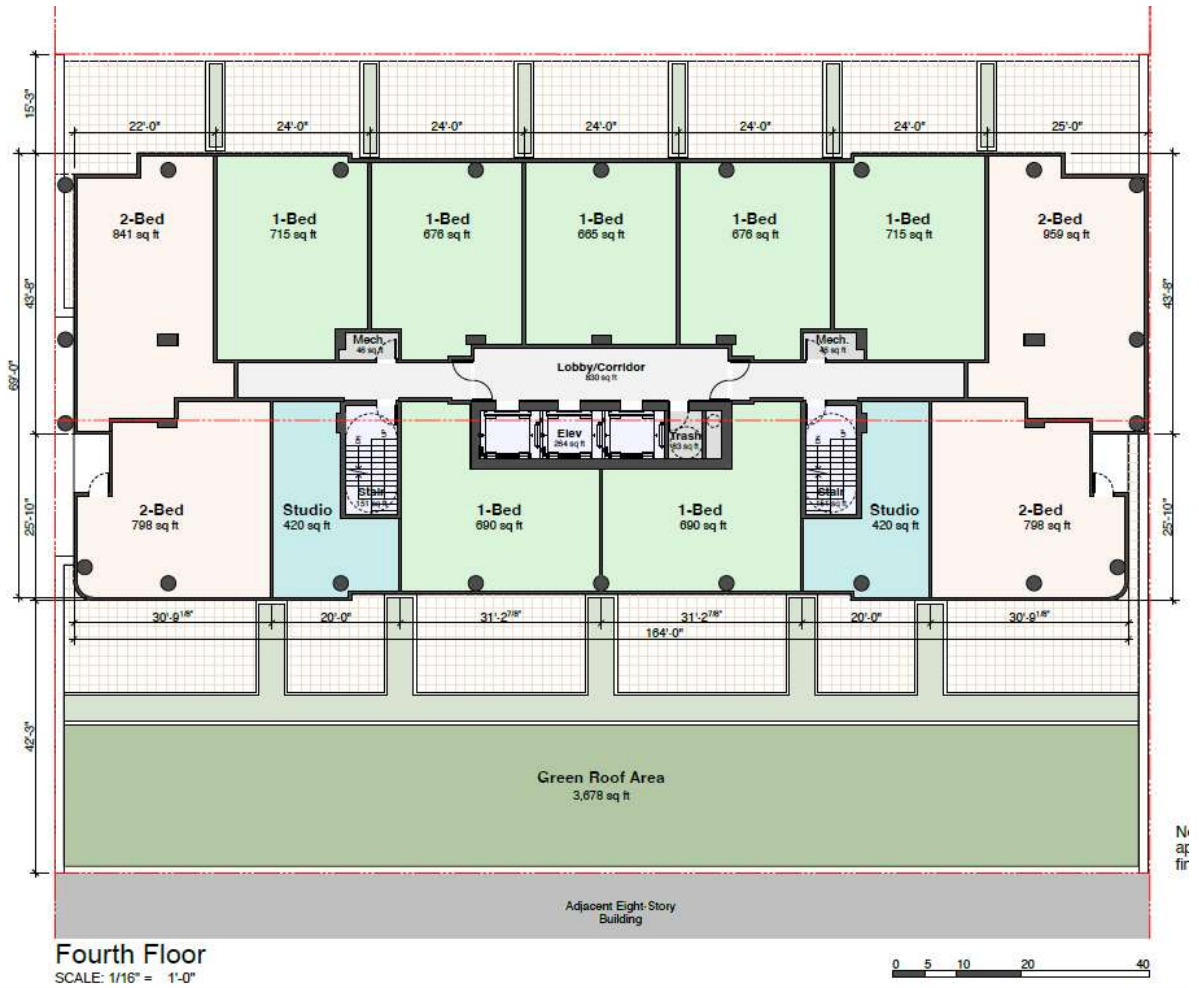 15'-3"
22'-0"
24'-0"
24'-0"
24'-0"
24'-0"
24'-0"
25'-0"
2-Bed
841 sq ft
1-Bed
715 sq ft
1-Bed
676 sq ft
1-Bed
665 sq ft
1-Bed
676 sq ft
1-Bed
715 sq ft
2-Bed
959 sq ft
43'-8"
43'-8"
69'-0"
Mech.
46 sq ft
Mech.
46 sq ft
Lobby/Corridor
830 sq ft
Elev
264 sq ft
Trash
Stair
Stair
2-Bed
798 sq ft
Studio
420 sq ft
1-Bed
690 sq ft
1-Bed
690 sq ft
Studio
420 sq ft
2-Bed
798 sq ft
25'-10"
25'-10"
30'-9 1/8"
20'-0"
31'-2 7/8"
31'-2 7/8"
20'-0"
30'-9 1/8"
164'-0"
42'-3"
Green Roof Area
3,678 sq ft
Adjacent Eight-Story
Building
Fourth Floor
SCALE: 1/16" = 1'-0"
0 5 10 20 40